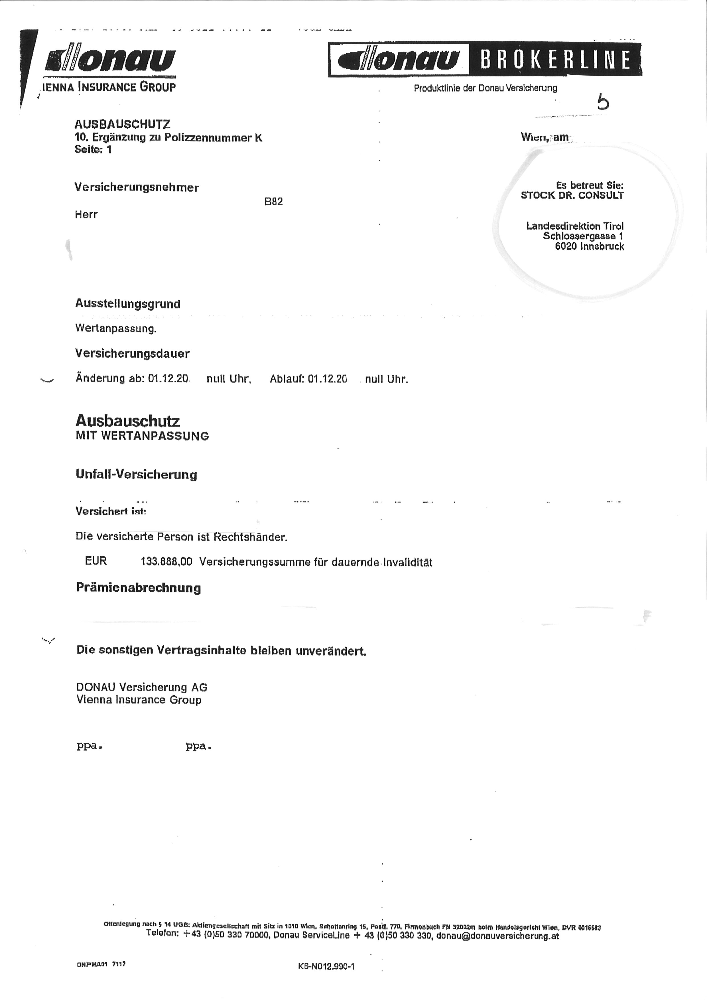 donau
IENNA INSURANCE GROUP
donau BROKERLINE
Produktlinie der Donau Versicherung
5
AUSBAUSCHUTZ
10. Ergänzung zu Polizzennummer K
Seite: 1
Wien, am
Versicherungsnehmer
B82
Herr
Es betreut Sie:
STOCK DR. CONSULT
Landesdirektion Tirol
Schlossergasse 1
6020 Innsbruck
Ausstellungsgrund
Wertanpassung.
Versicherungsdauer
Änderung ab: 01.12.20 null Uhr, Ablauf: 01.12.20 null Uhr.
Ausbauschutz
MIT WERTANPASSUNG
Unfall-Versicherung
Versichert ist:
Die versicherte Person ist Rechtshänder.
EUR 133.888,00 Versicherungssumme für dauernde Invalidität
Prämienabrechnung
Die sonstigen Vertragsinhalte bleiben unverändert.
DONAU Versicherung AG
Vienna Insurance Group
ppa. ppa.
Offenlegung nach § 14 UGB: Aktiengesellschaft mit Sitz in 1010 Wien, Schottenring 15, Postf. 770, Firmenbuch FN 32002m beim Handelsgericht Wien, DVR 0016683
Telefon: +43 (0)50 330 70000, Donau ServiceLine + 43 (0)50 330 330, donau@donauversicherung.at
DNPWA01 7117
K6-N012.990-1